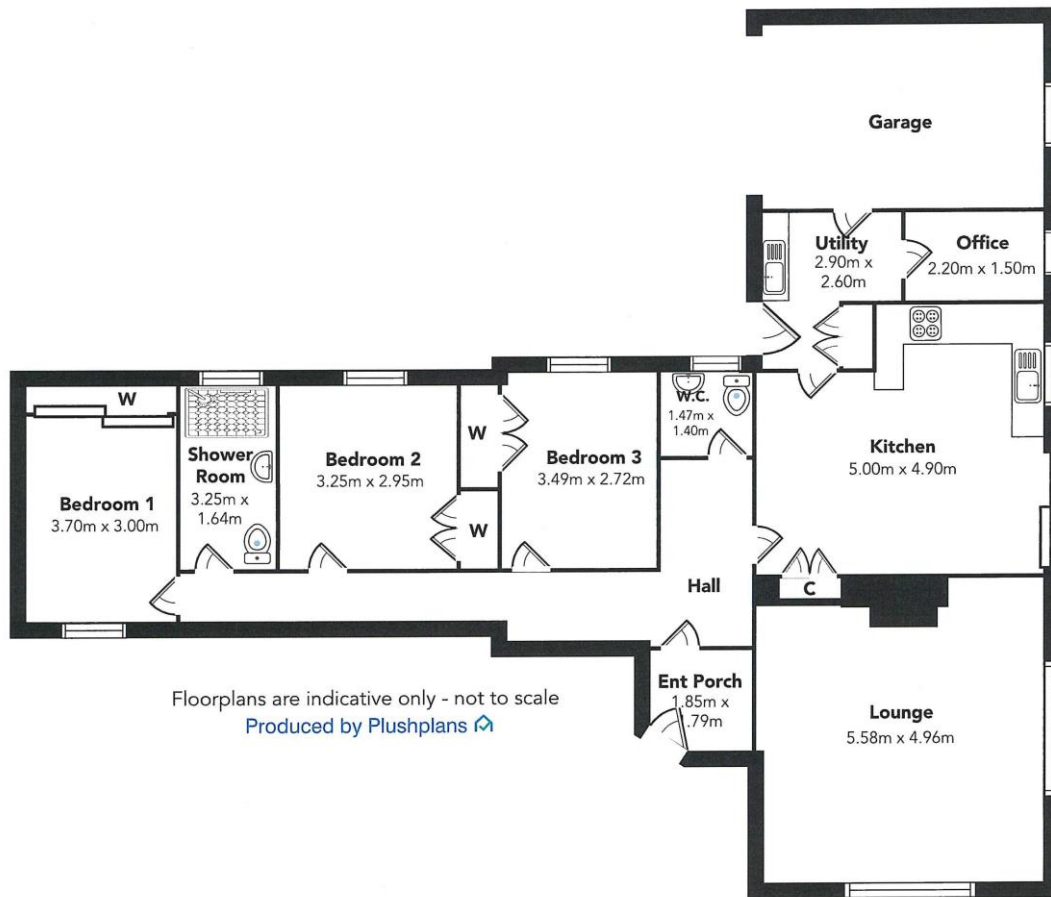 Garage
Utility
2.90m x
2.60m
Office
2.20m x 1.50m
W
W.C.
1.47m x
1.40m
Shower
Room
3.25m x
1.64m
Bedroom 2
3.25m x 2.95m
W
Bedroom 3
3.49m x 2.72m
Kitchen
5.00m x 4.90m
Bedroom 1
3.70m x 3.00m
W
Hall
C
Ent Porch
1.85m x
1.79m
Lounge
5.58m x 4.96m
Floorplans are indicative only - not to scale
Produced by Plushplans